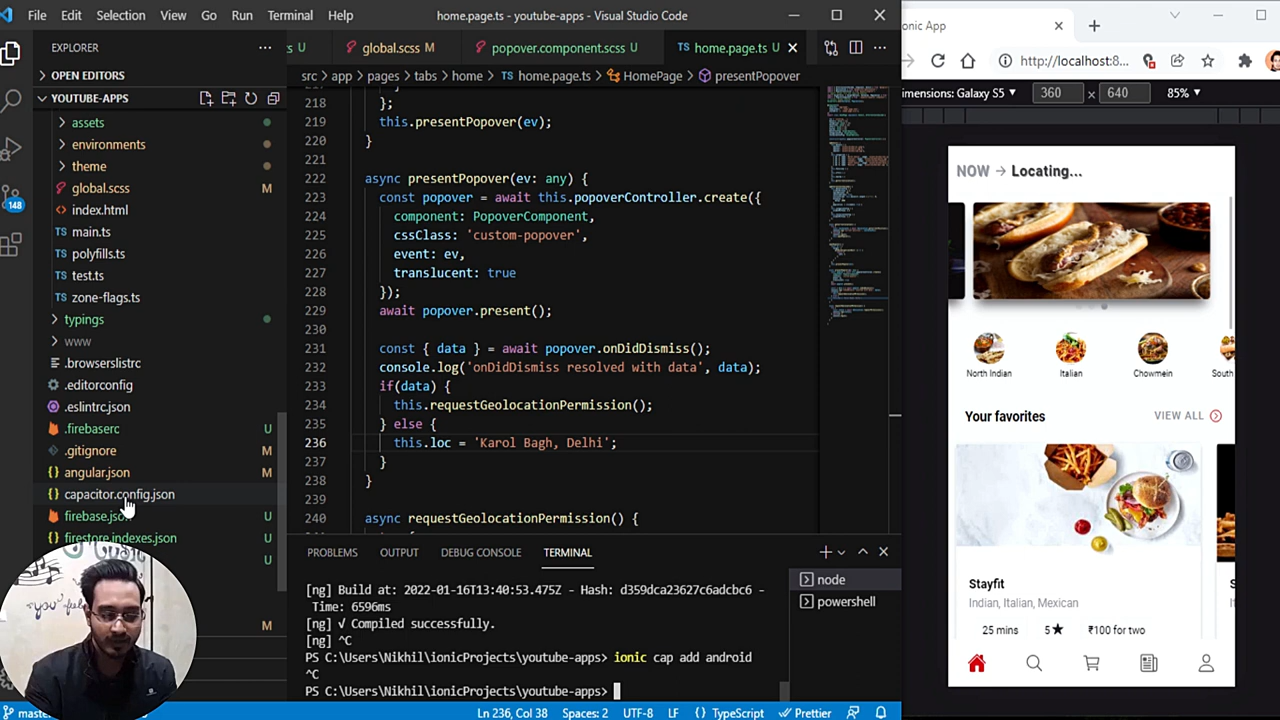 File Edit Selection View Go Run Terminal Help
home.page.ts - youtube-apps - Visual Studio Code
EXPLORER
OPEN EDITORS
YOUTUBE-APPS
assets
environments
theme
global.scss M
index.html
main.ts
polyfills.ts
test.ts
zone-flags.ts
typings
www
.browserslistrc
.editorconfig
.eslintrc.json
.firebaserc U
.gitignore M
angular.json M
capacitor.config.json
firebase.json U
firestore.indexes.json U
U
M
148
ts U global.scss M popover.component.scss U home.page.ts U
src > app > pages > tabs > home > home.page.ts > HomePage > presentPopover
218 };
219 this.presentPopover(ev);
220 }
221
222 async presentPopover(ev: any) {
223 const popover = await this.popoverController.create({
224 component: PopoverComponent,
225 cssClass: 'custom-popover',
226 event: ev,
227 translucent: true
228 });
229 await popover.present();
230
231 const { data } = await popover.onDidDismiss();
232 console.log('onDidDismiss resolved with data', data);
233 if(data) {
234 this.requestGeolocationPermission();
235 } else {
236 this.loc = 'Karol Bagh, Delhi';
237 }
238 }
239
240 async requestGeolocationPermission() {
PROBLEMS OUTPUT DEBUG CONSOLE TERMINAL
[ng] Build at: 2022-01-16T13:40:53.475Z - Hash: d359dca23627c6adcbc6 -
Time: 6596ms
[ng] √ Compiled successfully.
[ng] ^C
PS C:\Users\Nikhil\ionicProjects\youtube-apps> ionic cap add android
^C
PS C:\Users\Nikhil\ionicProjects\youtube-apps>
node
powershell
Ln 236, Col 38 Spaces: 2 UTF-8 LF {} TypeScript Prettier
onic App
http://localhost:8...
imensions: Galaxy S5 360 x 640 85%
NOW → Locating...
North Indian Italian Chowmein South
Your favorites VIEW ALL
Stayfit
Indian, Italian, Mexican
25 mins 5★ ₹100 for two